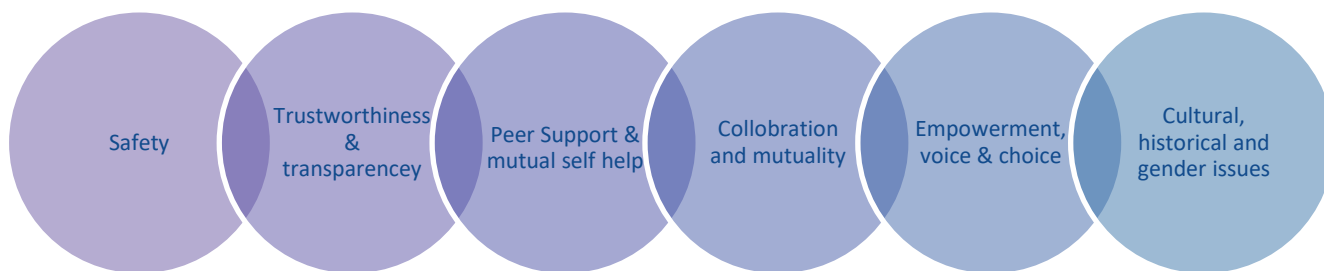 Safety
Trustworthiness
&
transparencey
Peer Support &
mutual self help
Collobration
and mutuality
Empowerment,
voice & choice
Cultural,
historical and
gender issues